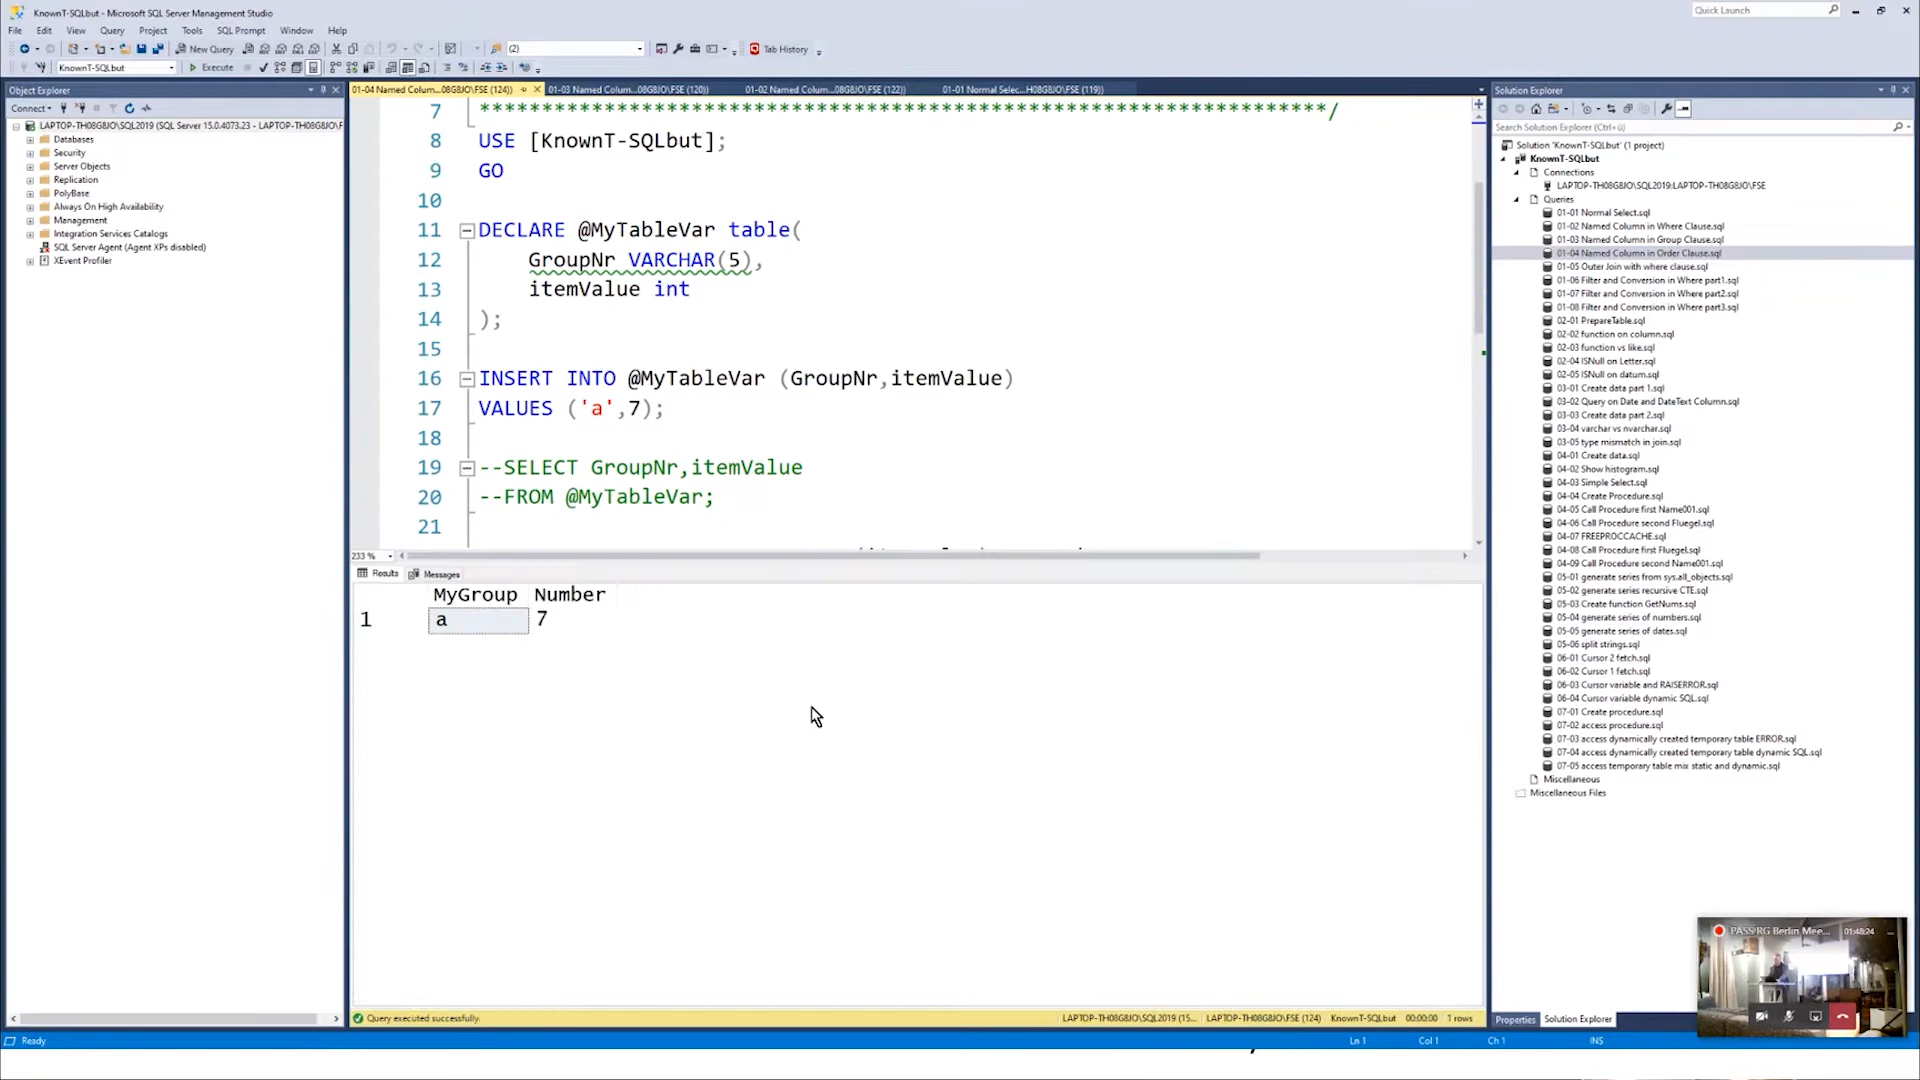 KnownT-SQLbut - Microsoft SQL Server Management Studio
Quick Launch
File Edit View Query Project Tools SQL Prompt Window Help
New Query
(2)
Tab History
KnownT-SQLbut
Execute
Object Explorer
Connect
LAPTOP-TH08G8JO\SQL2019 (SQL Server 15.0.4073.23 - LAPTOP-TH08G8JO\F
Databases
Security
Server Objects
Replication
PolyBase
Always On High Availability
Management
Integration Services Catalogs
SQL Server Agent (Agent XPs disabled)
XEvent Profiler
01-04 Named Colum...08G8JO\FSE (124))
01-03 Named Colum...08G8JO\FSE (120))
01-02 Named Colum...08G8JO\FSE (122))
01-01 Normal Selec...H08G8JO\FSE (119))
7 *********************************************************************/
8 USE [KnownT-SQLbut];
9 GO
10
11 DECLARE @MyTableVar table(
12 GroupNr VARCHAR(5),
13 itemValue int
14 );
15
16 INSERT INTO @MyTableVar (GroupNr,itemValue)
17 VALUES ('a',7);
18
19 --SELECT GroupNr,itemValue
20 --FROM @MyTableVar;
21
233 %
Results Messages
MyGroup Number
1 a 7
Query executed successfully.
LAPTOP-TH08G8JO\SQL2019 (15... LAPTOP-TH08G8JO\FSE (124) KnownT-SQLbut 00:00:00 1 rows
Solution Explorer
Search Solution Explorer (Ctrl+ü)
Solution 'KnownT-SQLbut' (1 project)
KnownT-SQLbut
Connections
LAPTOP-TH08G8JO\SQL2019:LAPTOP-TH08G8JO\FSE
Queries
01-01 Normal Select.sql
01-02 Named Column in Where Clause.sql
01-03 Named Column in Group Clause.sql
01-04 Named Column in Order Clause.sql
01-05 Outer Join with where clause.sql
01-06 Filter and Conversion in Where part1.sql
01-07 Filter and Conversion in Where part2.sql
01-08 Filter and Conversion in Where part3.sql
02-01 PrepareTable.sql
02-02 function on column.sql
02-03 function vs like.sql
02-04 ISNull on Letter.sql
02-05 ISNull on datum.sql
03-01 Create data part 1.sql
03-02 Query on Date and DateText Column.sql
03-03 Create data part 2.sql
03-04 varchar vs nvarchar.sql
03-05 type mismatch in join.sql
04-01 Create data.sql
04-02 Show histogram.sql
04-03 Simple Select.sql
04-04 Create Procedure.sql
04-05 Call Procedure first Name001.sql
04-06 Call Procedure second Fluegel.sql
04-07 FREEPROCCACHE.sql
04-08 Call Procedure first Fluegel.sql
04-09 Call Procedure second Name001.sql
05-01 generate series from sys.all_objects.sql
05-02 generate series recursive CTE.sql
05-03 Create function GetNums.sql
05-04 generate series of numbers.sql
05-05 generate series of dates.sql
05-06 split strings.sql
06-01 Cursor 2 fetch.sql
06-02 Cursor 1 fetch.sql
06-03 Cursor variable and RAISERROR.sql
06-04 Cursor variable dynamic SQL.sql
07-01 Create procedure.sql
07-02 access procedure.sql
07-03 access dynamically created temporary table ERROR.sql
07-04 access dynamically created temporary table dynamic SQL.sql
07-05 access temporary table mix static and dynamic.sql
Miscellaneous
Miscellaneous Files
PASS RG Berlin Mee... 01:48:24
Properties Solution Explorer
Ready Ln 1 Col 1 Ch 1 INS